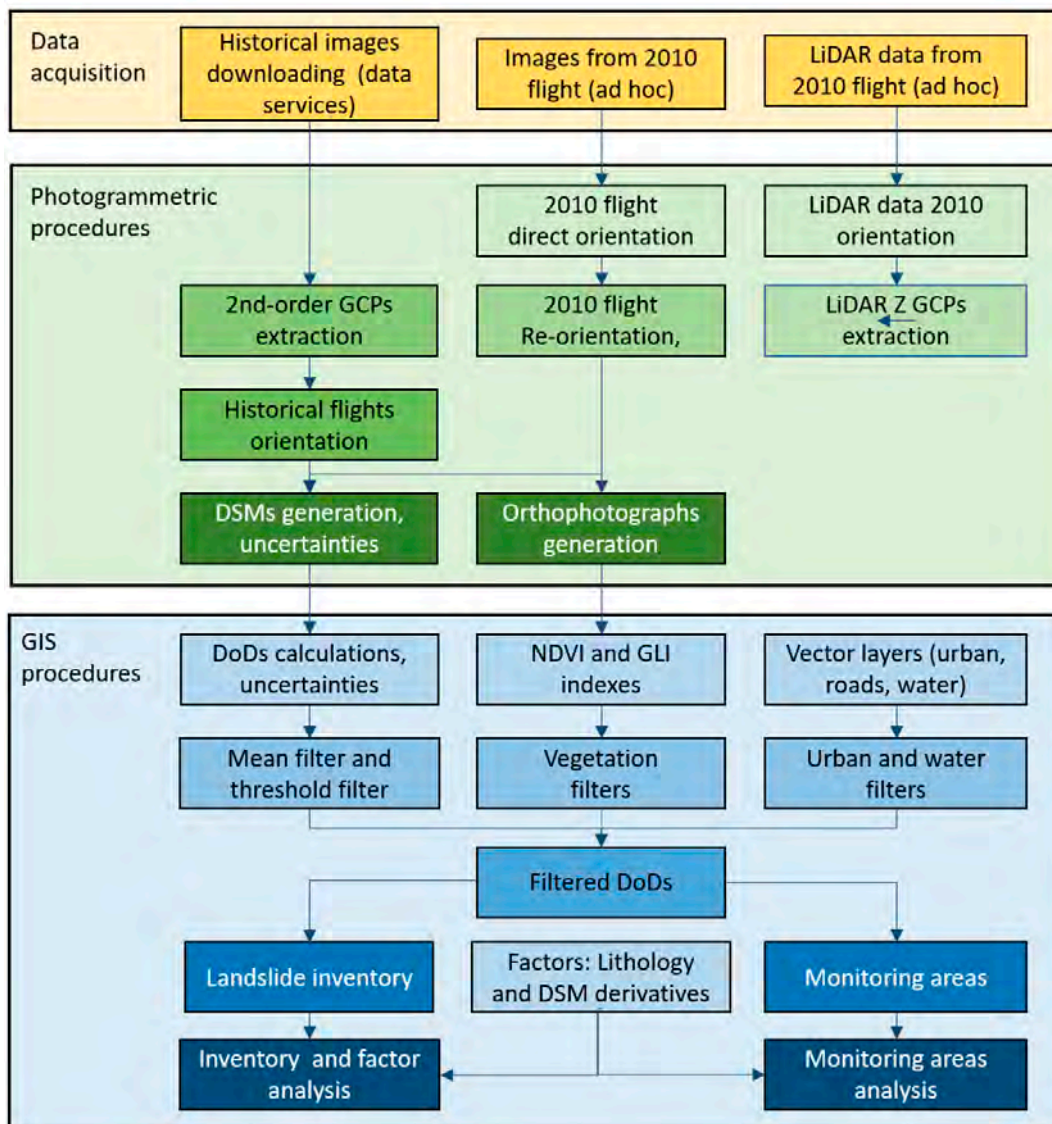 Data
acquisition
Historical images
downloading  (data
services)
Images from 2010
flight (ad hoc)
LiDAR data from
2010 flight (ad hoc)
Photogrammetric
procedures
2010 flight
direct orientation
LiDAR data 2010
orientation
2nd-order GCPs
extraction
2010 flight
Re-orientation,
LiDAR Z GCPs
extraction
Historical flights
orientation
DSMs generation,
uncertainties
Orthophotographs
generation
GIS
procedures
DoDs calculations,
uncertainties
NDVI and GLI
indexes
Vector layers (urban,
roads, water)
Mean filter and
threshold filter
Vegetation
filters
Urban and water
filters
Filtered DoDs
Landslide inventory
Factors: Lithology
and DSM derivatives
Monitoring areas
Inventory  and factor
analysis
Monitoring areas
analysis